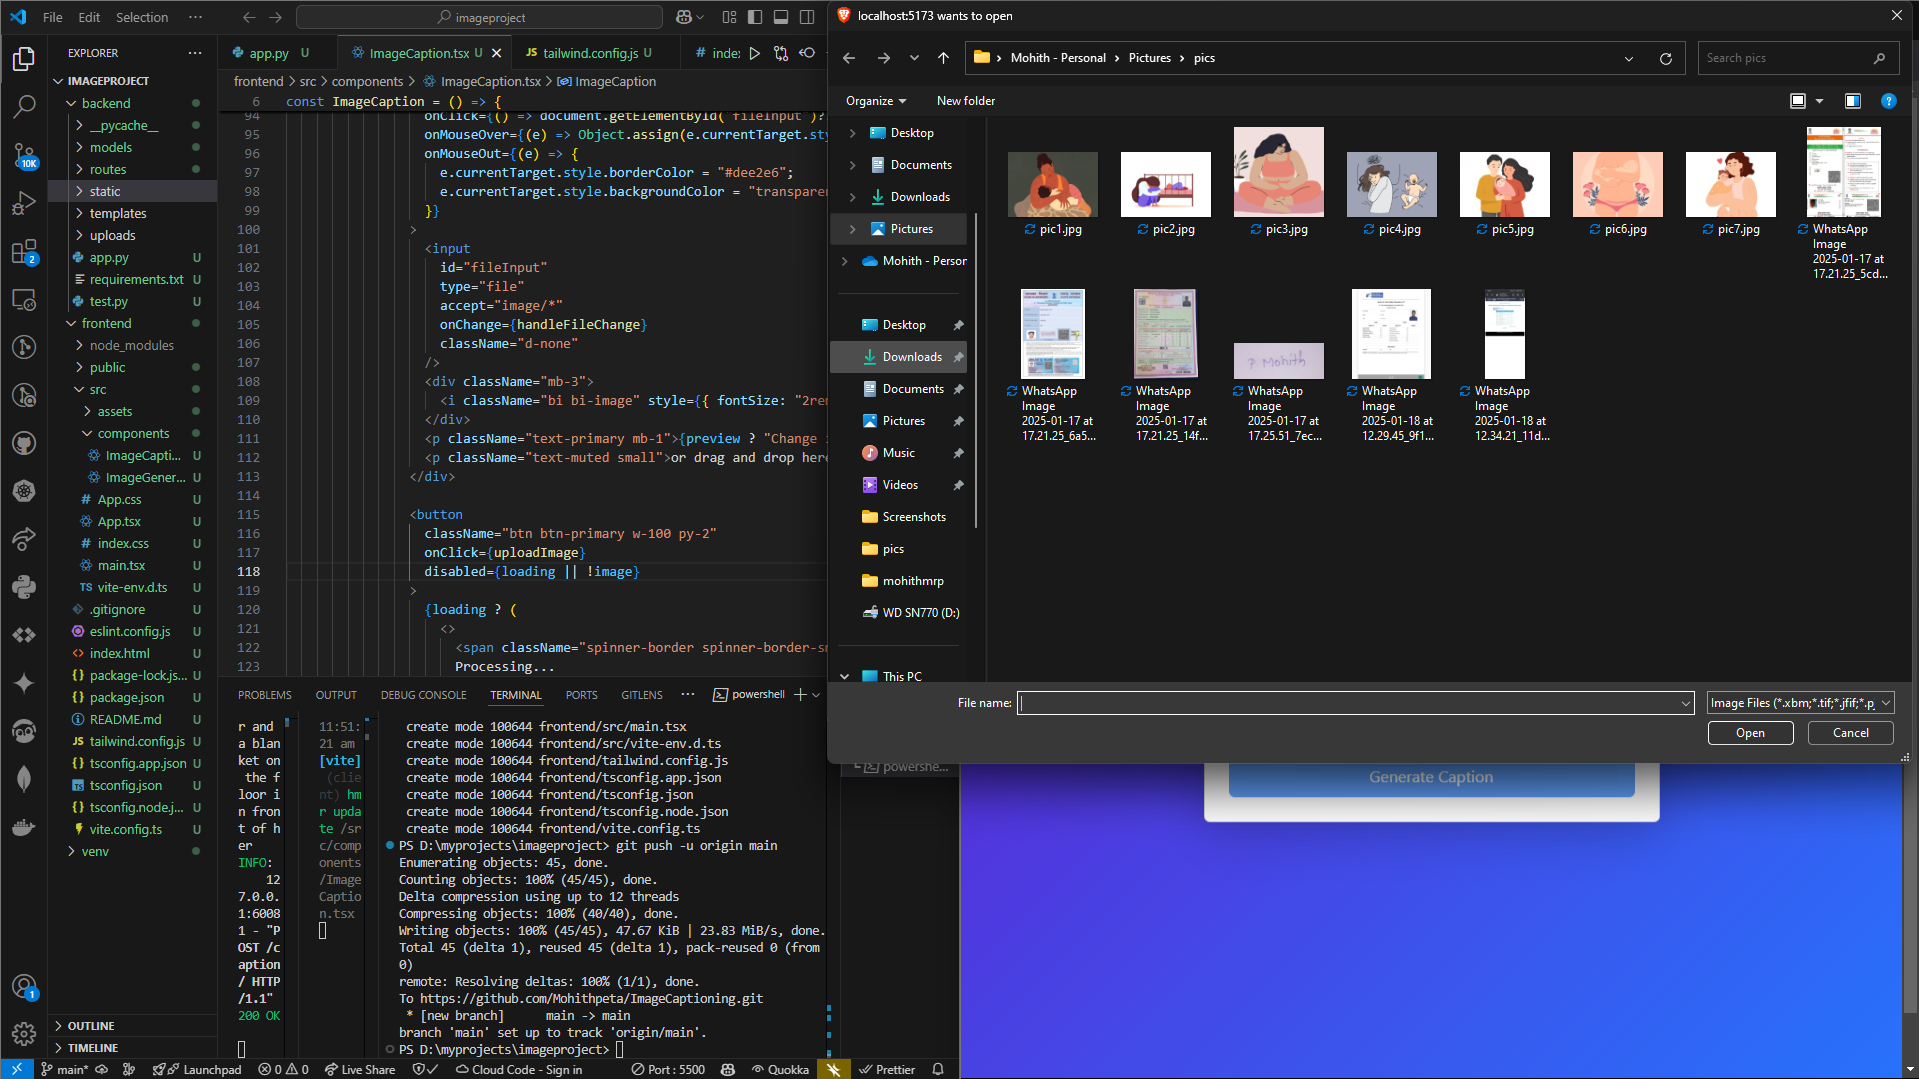 File Edit Selection ···
imageproject
EXPLORER ···
IMAGEPROJECT
backend
__pycache__
models
routes
static
templates
uploads
app.py U
requirements.txt U
test.py U
frontend
node_modules
public
src
assets
components
ImageCapti... U
ImageGener... U
App.css U
App.tsx U
index.css U
main.tsx U
TS vite-env.d.ts U
.gitignore U
eslint.config.js U
index.html U
package-lock.js... U
package.json U
README.md U
JS tailwind.config.js U
tsconfig.app.json U
tsconfig.json U
tsconfig.node.j... U
vite.config.ts U
venv
OUTLINE
TIMELINE
10K
2
1
app.py U
ImageCaption.tsx U
JS tailwind.config.js U
# index
frontend > src > components > ImageCaption.tsx > ImageCaption
6 const ImageCaption = () => {
94 onClick={() => document.getElementById('fileInput')?
95 onMouseOver={(e) => Object.assign(e.currentTarget.sty
96 onMouseOut={(e) => {
97 e.currentTarget.style.borderColor = "#dee2e6";
98 e.currentTarget.style.backgroundColor = "transparen
99 }}
100 >
101 <input
102 id="fileInput"
103 type="file"
104 accept="image/*"
105 onChange={handleFileChange}
106 className="d-none"
107 />
108 <div className="mb-3">
109 <i className="bi bi-image" style={{ fontSize: "2rem
110 </div>
111 <p className="text-primary mb-1">{preview ? "Change
112 <p className="text-muted small">or drag and drop here
113 </div>
114
115 <button
116 className="btn btn-primary w-100 py-2"
117 onClick={uploadImage}
118 disabled={loading || !image}
119 >
120 {loading ? (
121 <>
122 <span className="spinner-border spinner-border-sm
123 Processing...
PROBLEMS OUTPUT DEBUG CONSOLE TERMINAL PORTS GITLENS ··· powershell
r and
a blan
ket on
the f
loor i
n fron
t of h
er
INFO:
12
7.0.0.
1:6008
1 - "P
OST /c
aption
/ HTTP
/1.1"
200 OK
11:51:
21 am
[vite]
(clie
nt) hm
r upda
te /sr
c/comp
onents
/Image
Captio
n.tsx
create mode 100644 frontend/src/main.tsx
create mode 100644 frontend/src/vite-env.d.ts
create mode 100644 frontend/tailwind.config.js
create mode 100644 frontend/tsconfig.app.json
create mode 100644 frontend/tsconfig.json
create mode 100644 frontend/tsconfig.node.json
create mode 100644 frontend/vite.config.ts
PS D:\myprojects\imageproject> git push -u origin main
Enumerating objects: 45, done.
Counting objects: 100% (45/45), done.
Delta compression using up to 12 threads
Compressing objects: 100% (40/40), done.
Writing objects: 100% (45/45), 47.67 KiB | 23.83 MiB/s, done.
Total 45 (delta 1), reused 45 (delta 1), pack-reused 0 (from
0)
remote: Resolving deltas: 100% (1/1), done.
To https://github.com/Mohithpeta/ImageCaptioning.git
* [new branch] main -> main
branch 'main' set up to track 'origin/main'.
PS D:\myprojects\imageproject>
powershe...
main* Launchpad 0 0 Live Share Cloud Code - Sign in Port : 5500 Quokka Prettier
localhost:5173 wants to open
Mohith - Personal > Pictures > pics
Search pics
Organize New folder
Desktop
Documents
Downloads
Pictures
Mohith - Person
Desktop
Downloads
Documents
Pictures
Music
Videos
Screenshots
pics
mohithmrp
WD SN770 (D:)
This PC
pic1.jpg
pic2.jpg
pic3.jpg
pic4.jpg
pic5.jpg
pic6.jpg
pic7.jpg
WhatsApp
Image
2025-01-17 at
17.21.25_5cd...
WhatsApp
Image
2025-01-17 at
17.21.25_6a5...
WhatsApp
Image
2025-01-17 at
17.21.25_14f...
P. Mohith
WhatsApp
Image
2025-01-17 at
17.25.51_7ec...
WhatsApp
Image
2025-01-18 at
12.29.45_9f1...
WhatsApp
Image
2025-01-18 at
12.34.21_11d...
File name:
Image Files (*.xbm;*.tif;*.jfif;*.p
Open Cancel
Generate Caption